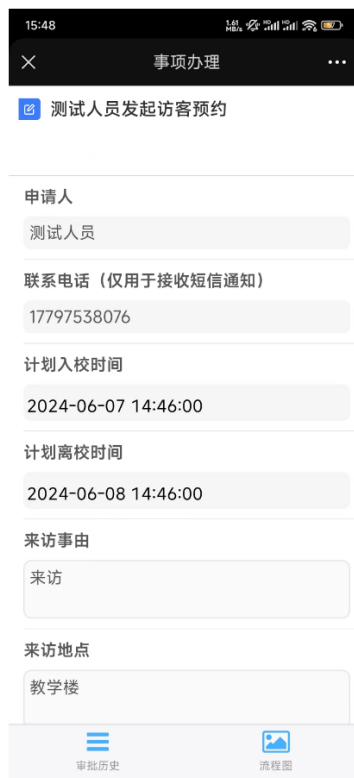 15:48
1.61 MB/s
事项办理
测试人员发起访客预约
申请人
测试人员
联系电话（仅用于接收短信通知）
17797538076
计划入校时间
2024-06-07 14:46:00
计划离校时间
2024-06-08 14:46:00
来访事由
来访
来访地点
教学楼
审批历史
流程图